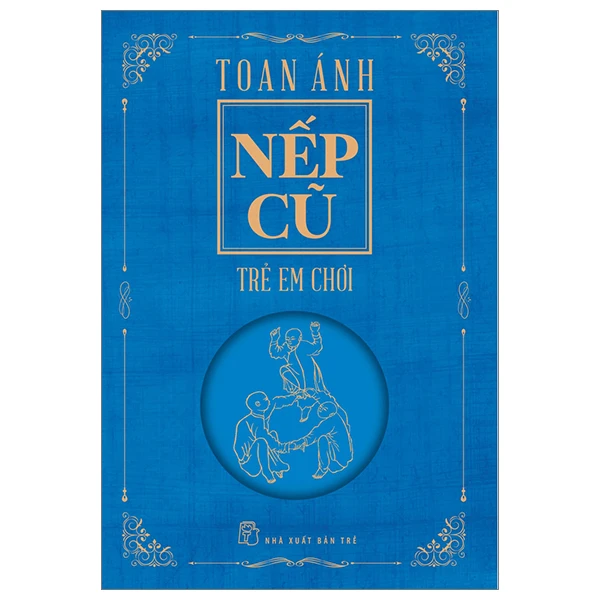 TOAN ÁNH
NẾP
CŨ
TRẺ EM CHƠI
NHÀ XUẤT BẢN TRẺ